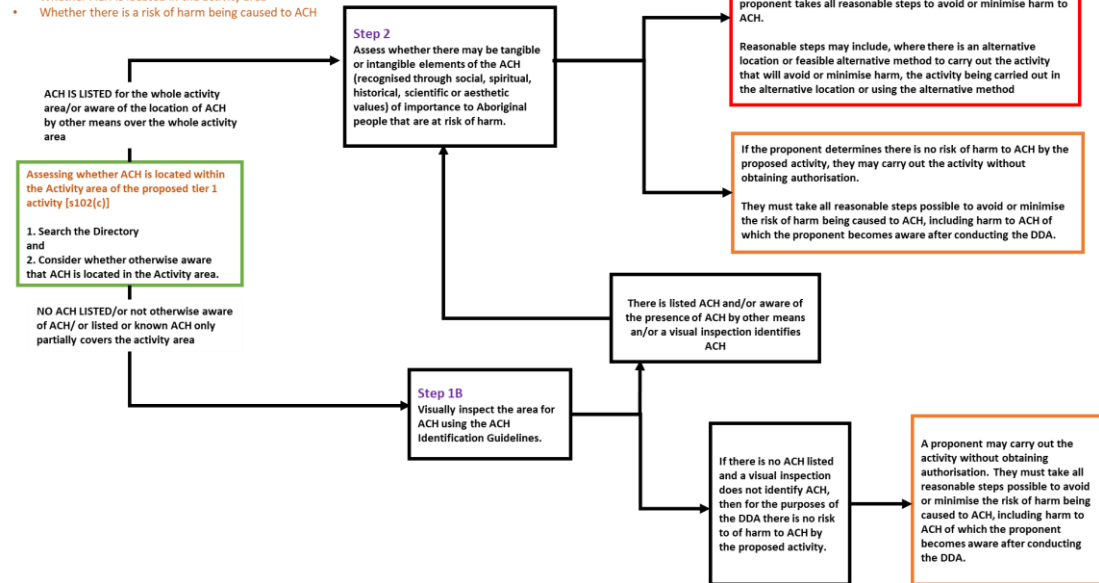 • Whether ACH is located in the activity area
• Whether there is a risk of harm being caused to ACH
proponent takes all reasonable steps to avoid or minimise harm to
ACH.
Reasonable steps may include, where there is an alternative
location or feasible alternative method to carry out the activity
that will avoid or minimise harm, the activity being carried out in
the alternative location or using the alternative method
Step 2
Assess whether there may be tangible
or intangible elements of the ACH
(recognised through social, spiritual,
historical, scientific or aesthetic
values) of importance to Aboriginal
people that are at risk of harm.
ACH IS LISTED for the whole activity
area/or aware of the location of ACH
by other means over the whole activity
area
If the proponent determines there is no risk of harm to ACH by the
proposed activity, they may carry out the activity without
obtaining authorisation.
They must take all reasonable steps possible to avoid or minimise
the risk of harm being caused to ACH, including harm to ACH of
which the proponent becomes aware after conducting the DDA.
Assessing whether ACH is located within
the Activity area of the proposed tier 1
activity [s102(c)]
1. Search the Directory
and
2. Consider whether otherwise aware
that ACH is located in the Activity area.
NO ACH LISTED/or not otherwise aware
of ACH/ or listed or known ACH only
partially covers the activity area
There is listed ACH and/or aware of
the presence of ACH by other means
an/or a visual inspection identifies
ACH
Step 1B
Visually inspect the area for
ACH using the ACH
Identification Guidelines.
If there is no ACH listed
and a visual inspection
does not identify ACH,
then for the purposes of
the DDA there is no risk
to of harm to ACH by
the proposed activity.
A proponent may carry out the
activity without obtaining
authorisation. They must take all
reasonable steps possible to avoid
or minimise the risk of harm being
caused to ACH, including harm to
ACH of which the proponent
becomes aware after conducting
the DDA.